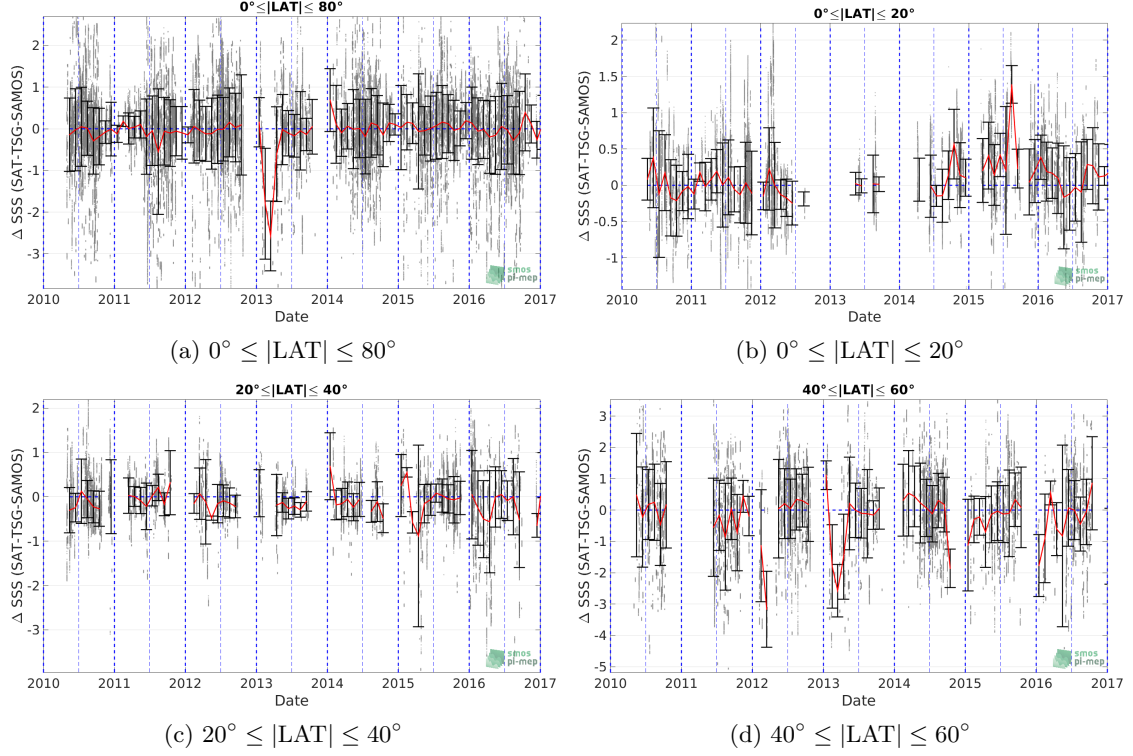 0°≤|LAT|≤ 80°
Δ SSS (SAT-TSG-SAMOS)
2
1
0
-1
-2
-3
2010 2011 2012 2013 2014 2015 2016 2017
Date
smos
pi-mep
(a) 0° ≤ |LAT| ≤ 80°
0°≤|LAT|≤ 20°
Δ SSS (SAT-TSG-SAMOS)
2
1.5
1
0.5
0
-0.5
-1
2010 2011 2012 2013 2014 2015 2016 2017
Date
smos
pi-mep
(b) 0° ≤ |LAT| ≤ 20°
20°≤|LAT|≤ 40°
Δ SSS (SAT-TSG-SAMOS)
2
1
0
-1
-2
-3
2010 2011 2012 2013 2014 2015 2016 2017
Date
smos
pi-mep
(c) 20° ≤ |LAT| ≤ 40°
40°≤|LAT|≤ 60°
Δ SSS (SAT-TSG-SAMOS)
3
2
1
0
-1
-2
-3
-4
-5
2010 2011 2012 2013 2014 2015 2016 2017
Date
smos
pi-mep
(d) 40° ≤ |LAT| ≤ 60°